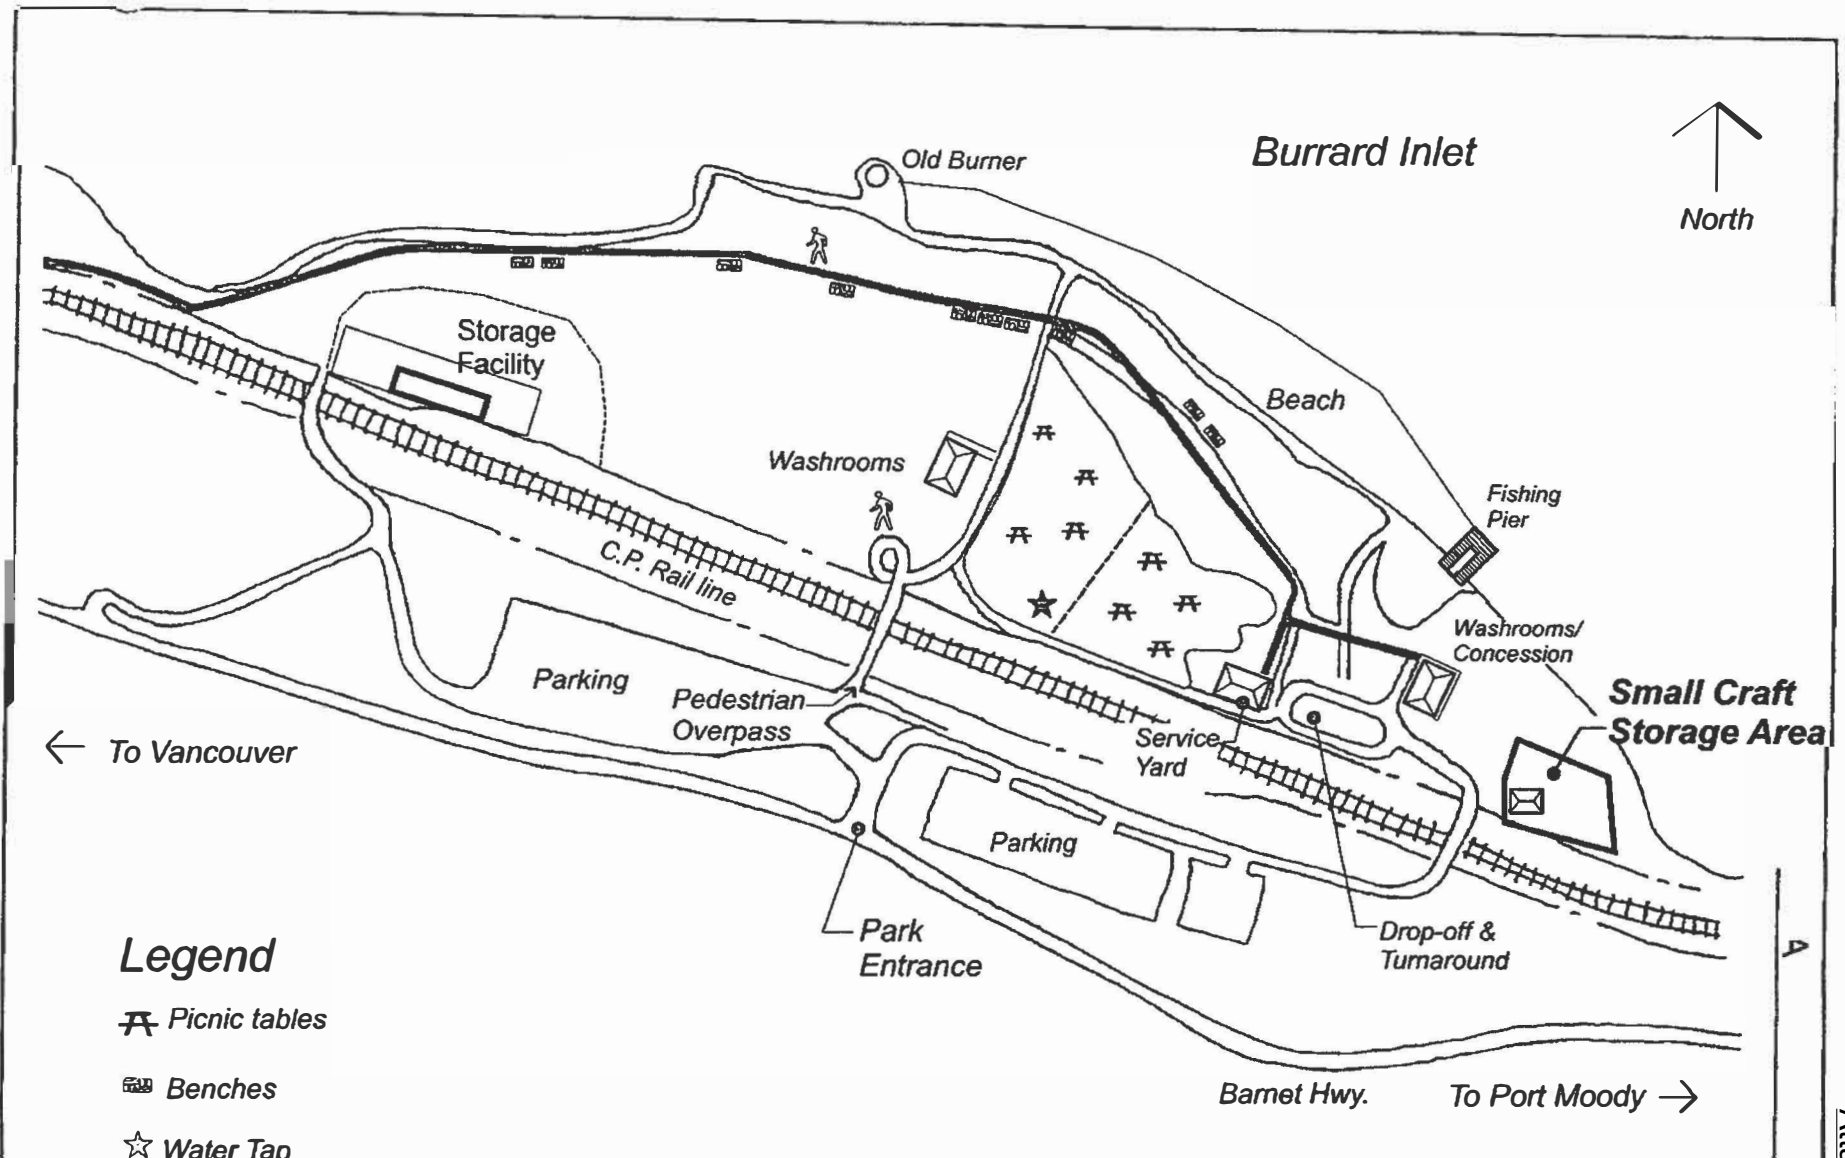 Old Burner
Burrard Inlet
North
Storage
Facility
Beach
Washrooms
Fishing
Pier
C.P. Rail line
Washrooms/
Concession
Parking
Pedestrian
Overpass
Small Craft
Storage Area
Service
Yard
To Vancouver
Parking
Park
Entrance
Drop-off &
Turnaround
Legend
Picnic tables
Benches
Water Tap
Barnet Hwy.
To Port Moody